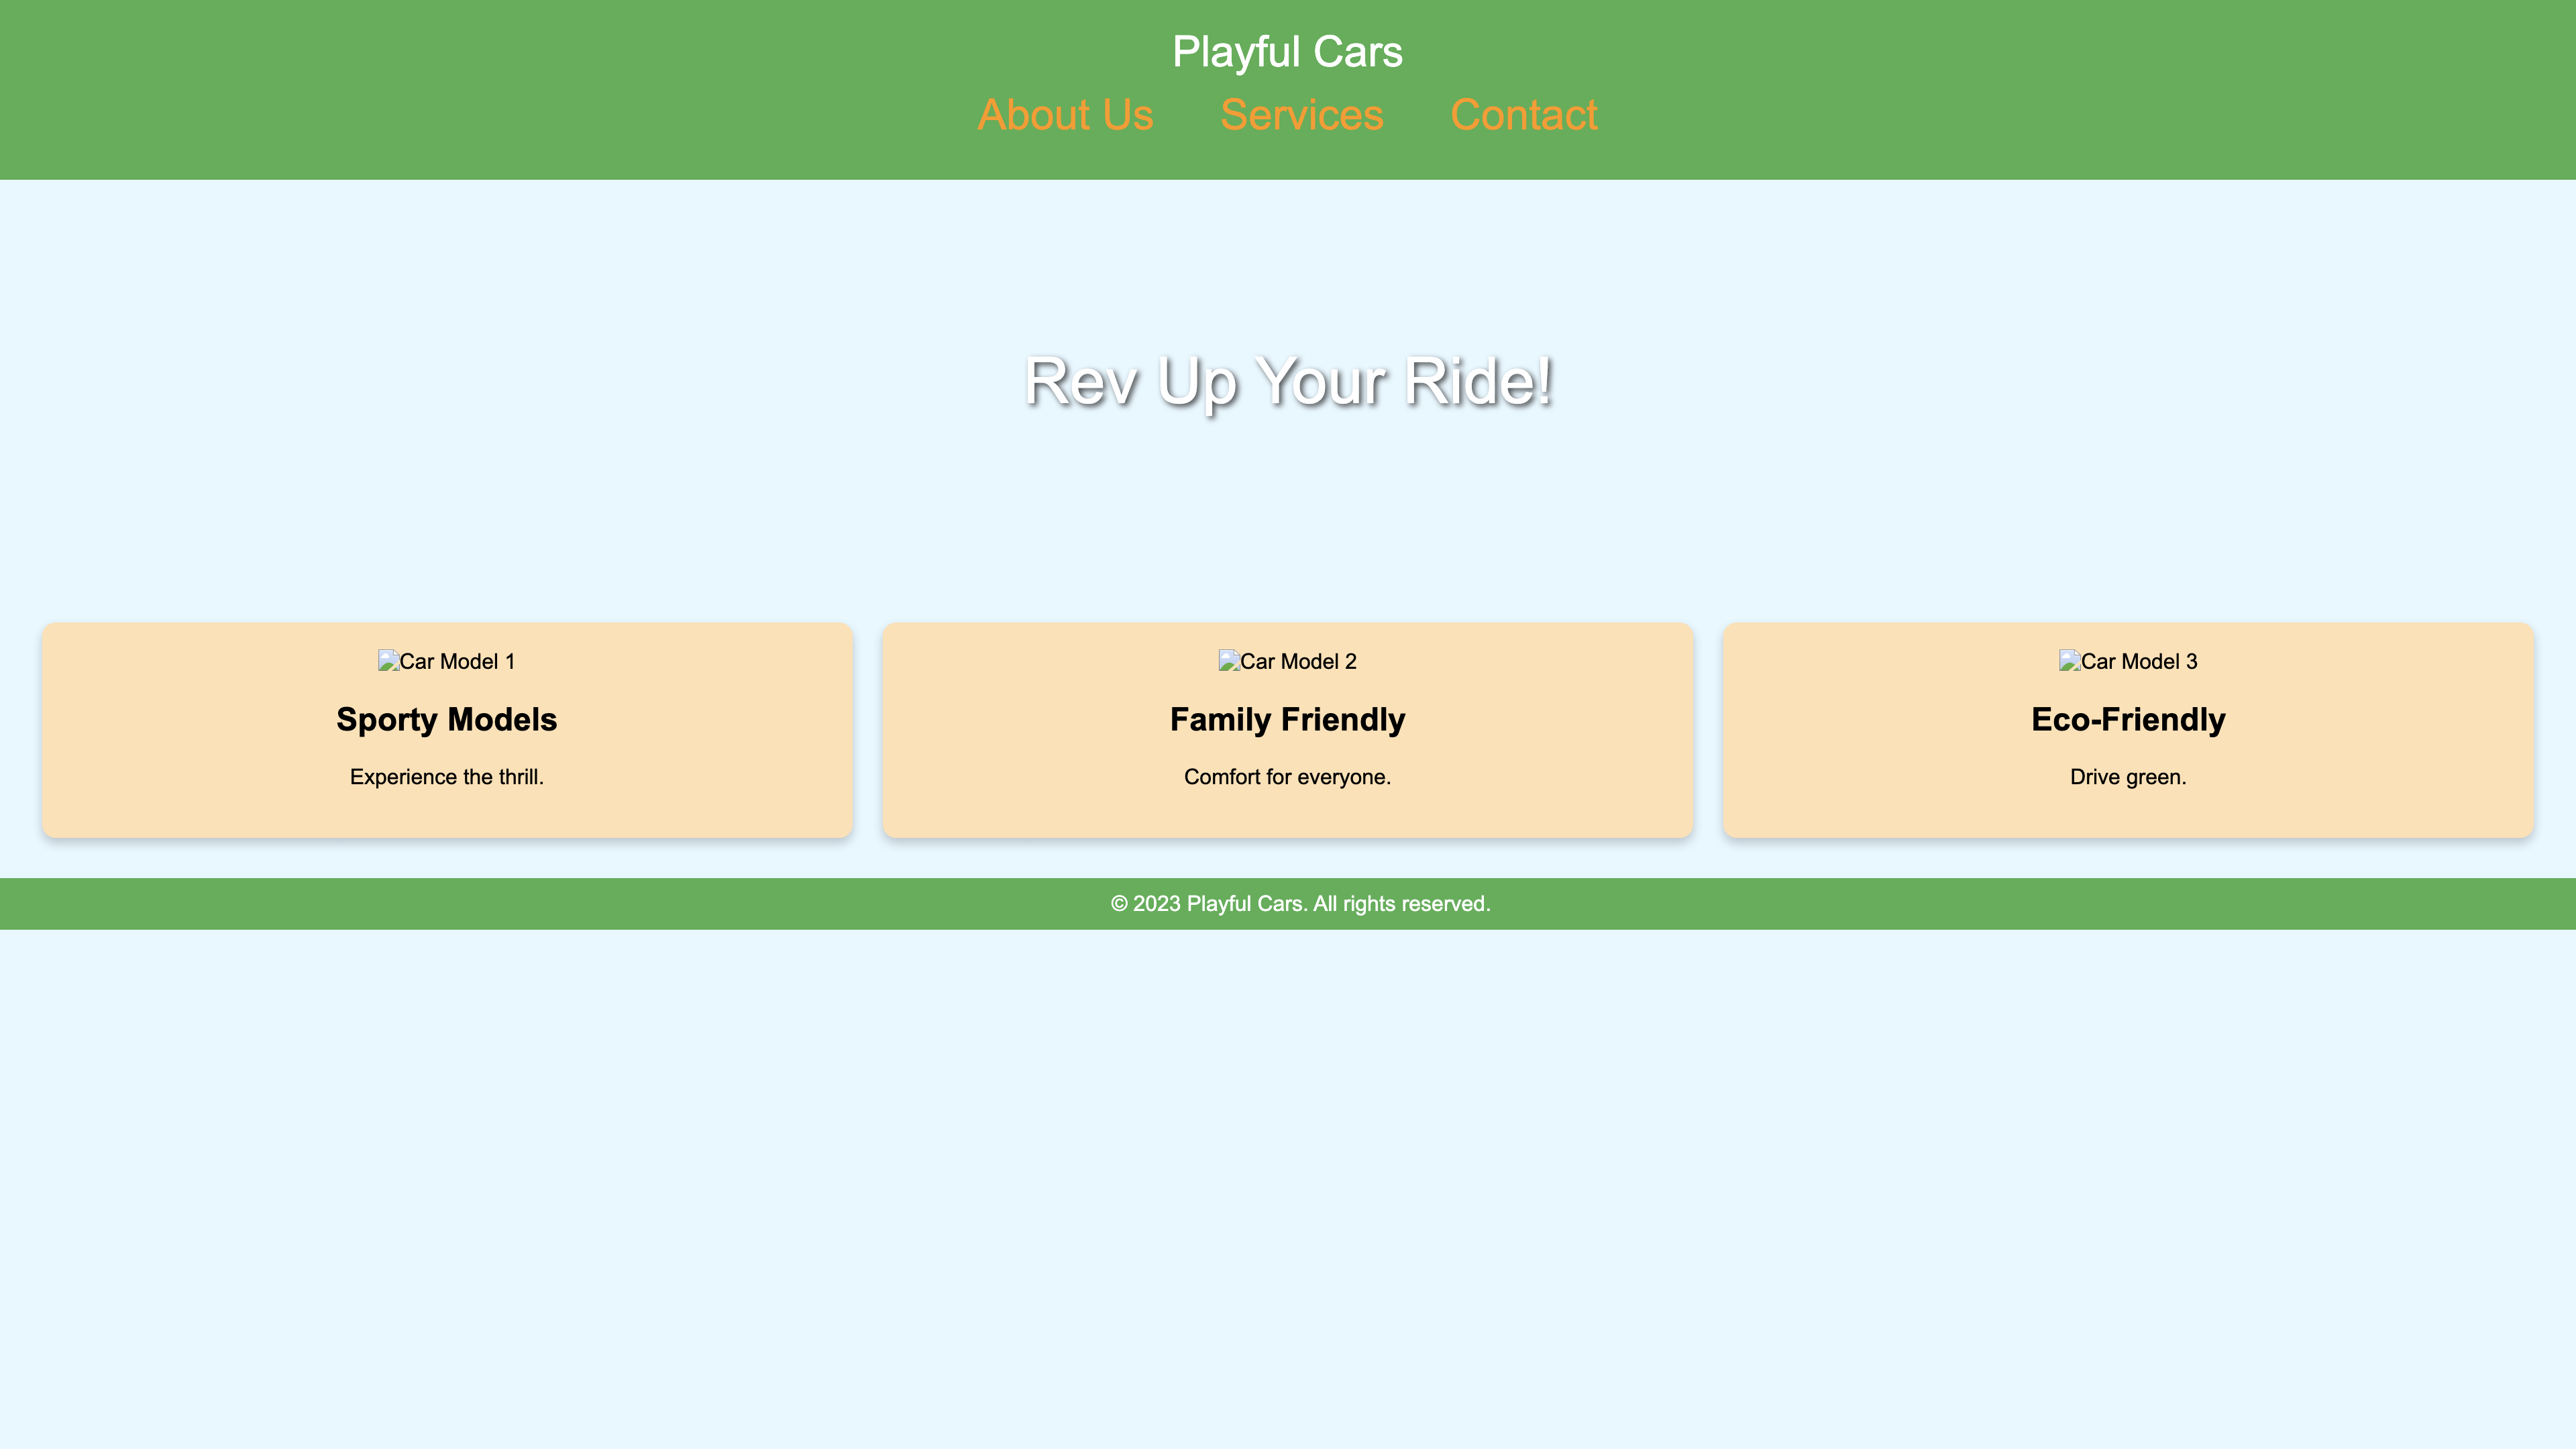 Playful Cars
About Us Services Contact
Rev Up Your Ride!
Car Model 1
Sporty Models
Experience the thrill.
Car Model 2
Family Friendly
Comfort for everyone.
Car Model 3
Eco-Friendly
Drive green.
© 2023 Playful Cars. All rights reserved.